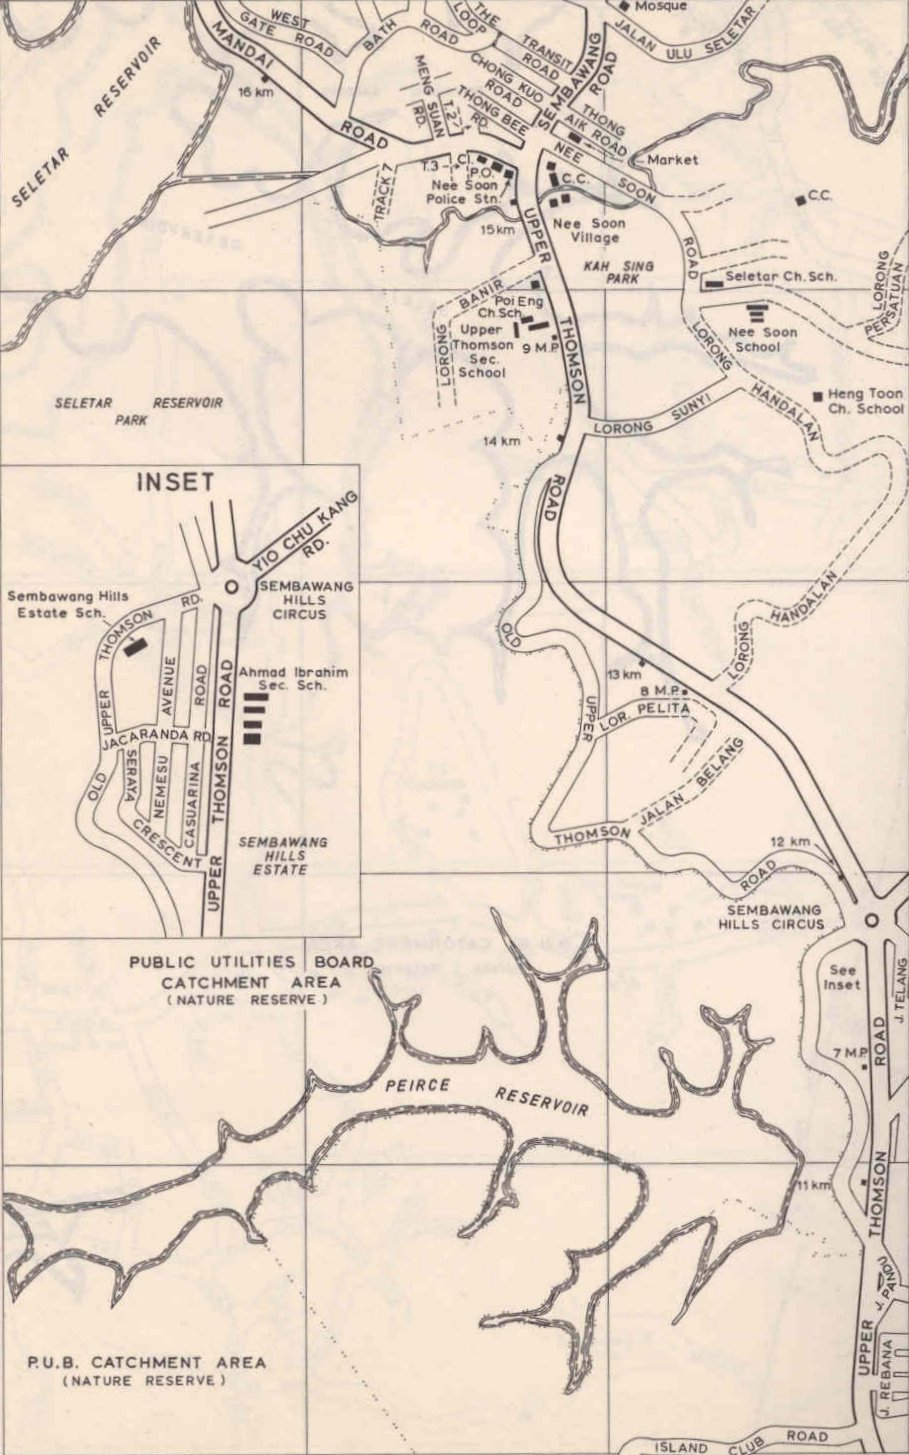 Mosque
WEST
GATE ROAD
BATH ROAD
THE
LOOP
TRANSIT
ROAD
JALAN ULU SELETAR
SEMBAWANG
ROAD
MANDAI
ROAD
16 km
CHONG KUO
ROAD
MENG SUAN
RD.
T.2
THONG BEE
RD.
THONG
AIK ROAD
SELETAR RESERVOIR
Market
NEE SOON ROAD
T.3
C.I.
P.O.
C.C.
C.C.
TRACK 7
Nee Soon
Police Stn.
15km
Nee Soon
Village
KAH SING
PARK
UPPER THOMSON ROAD
Seletar Ch. Sch.
LORONG
PERSATUAN
LORONG BANIR
Poi Eng
Ch. Sch.
Upper
Thomson
Sec.
School
9 M.P.
Nee Soon
School
LORONG HANDALAN
Heng Toon
Ch. School
SELETAR RESERVOIR
PARK
LORONG SUNYI
14 km
INSET
YIO CHU KANG
RD.
SEMBAWANG
HILLS
CIRCUS
Sembawang Hills
Estate Sch.
OLD UPPER THOMSON RD.
Ahmad Ibrahim
Sec. Sch.
NEMESU AVENUE
CASUARINA ROAD
UPPER THOMSON ROAD
JACARANDA RD
SERAYA
CRESCENT
SEMBAWANG
HILLS
ESTATE
LORONG HANDALAN
OLD UPPER THOMSON ROAD
13 km
8 M.P.
LOR. PELITA
JALAN BELANG
12 km
SEMBAWANG
HILLS CIRCUS
PUBLIC UTILITIES BOARD
CATCHMENT AREA
(NATURE RESERVE)
See
Inset
J. TELANG
7 M.P.
PEIRCE RESERVOIR
11 km
UPPER THOMSON ROAD
J. PANDU
J. REBANA
P.U.B. CATCHMENT AREA
(NATURE RESERVE)
ISLAND CLUB ROAD